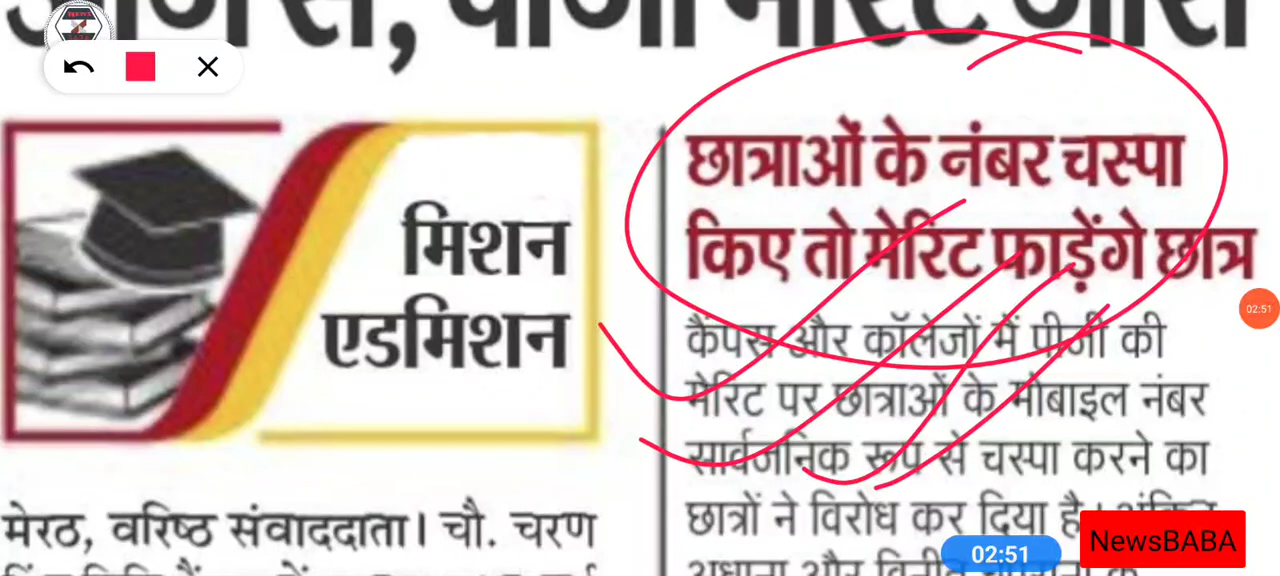 मेरिट जारी
मिशन
एडमिशन
मेरठ, वरिष्ठ संवाददाता। चौ. चरण
छात्राओं के नंबर चस्पा
किए तो मेरिट फाड़ेंगे छात्र
कैंपस और कॉलेजों में पीजी की
मेरिट पर छात्राओं के मोबाइल नंबर
सार्वजनिक रूप से चस्पा करने का
छात्रों ने विरोध कर दिया है।
02:51
02:51
NewsBABA